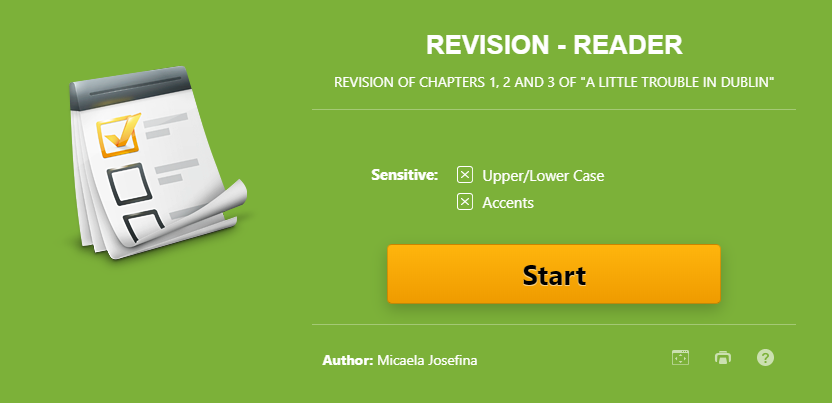 REVISION - READER
REVISION OF CHAPTERS 1, 2 AND 3 OF "A LITTLE TROUBLE IN DUBLIN"
Sensitive: Upper/Lower Case
Accents
Start
Author: Micaela Josefina
?